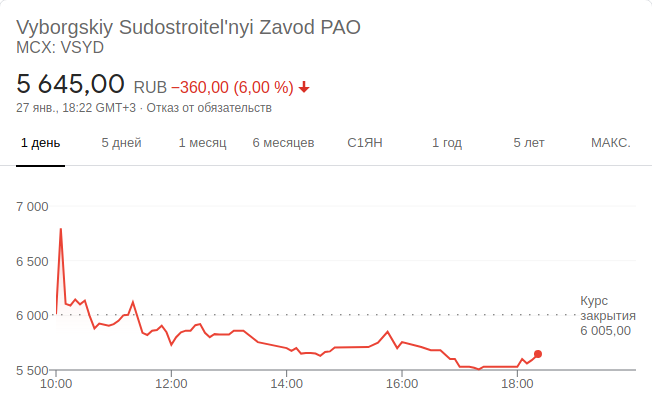 Vyborgskiy Sudostroitel'nyi Zavod PAO
MCX: VSYD
5 645,00 RUB −360,00 (6,00 %)
27 янв., 18:22 GMT+3 · Отказ от обязательств
1 день 5 дней 1 месяц 6 месяцев С1ЯН 1 год 5 лет МАКС.
7 000
6 500
6 000
Курс
закрытия
6 005,00
5 500
10:00 12:00 14:00 16:00 18:00